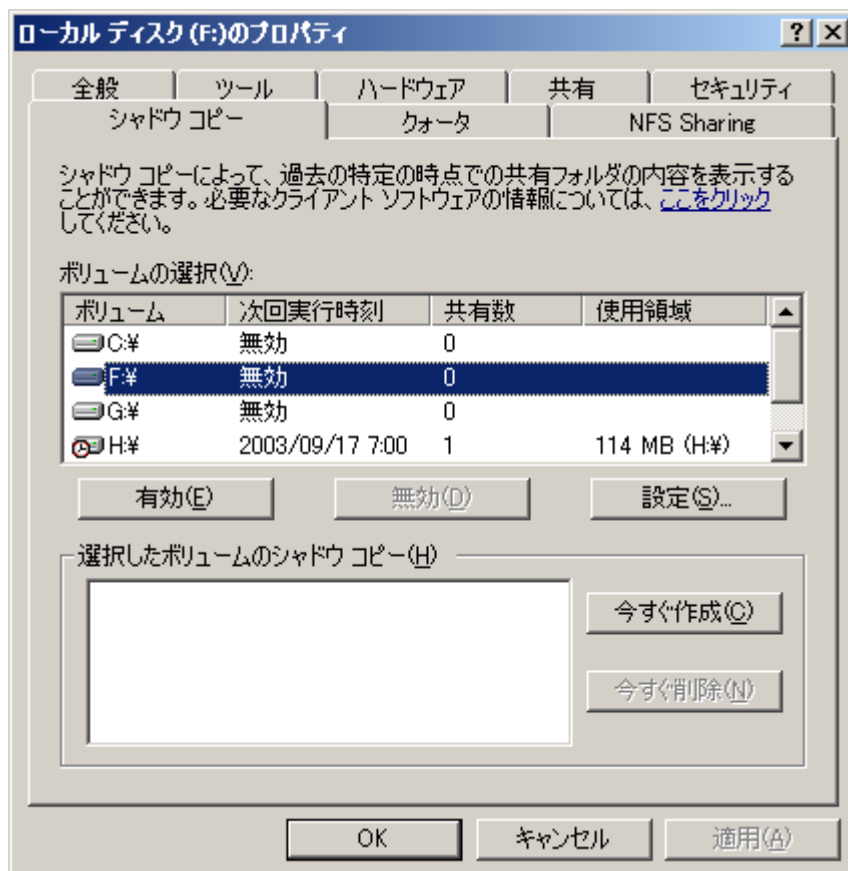 ローカル ディスク (F:)のプロパティ
全般 ツール ハードウェア 共有 セキュリティ
シャドウ コピー クォータ NFS Sharing
シャドウ コピーによって、過去の特定の時点での共有フォルダの内容を表示する
ことができます。必要なクライアント ソフトウェアの情報については、ここをクリック
してください。
ボリュームの選択(V):
ボリューム 次回実行時刻 共有数 使用領域
C:¥ 無効 0
F:¥ 無効 0
G:¥ 無効 0
H:¥ 2003/09/17 7:00 1 114 MB (H:¥)
有効(E) 無効(D) 設定(S)...
選択したボリュームのシャドウ コピー(H)
今すぐ作成(C)
今すぐ削除(N)
OK キャンセル 適用(A)